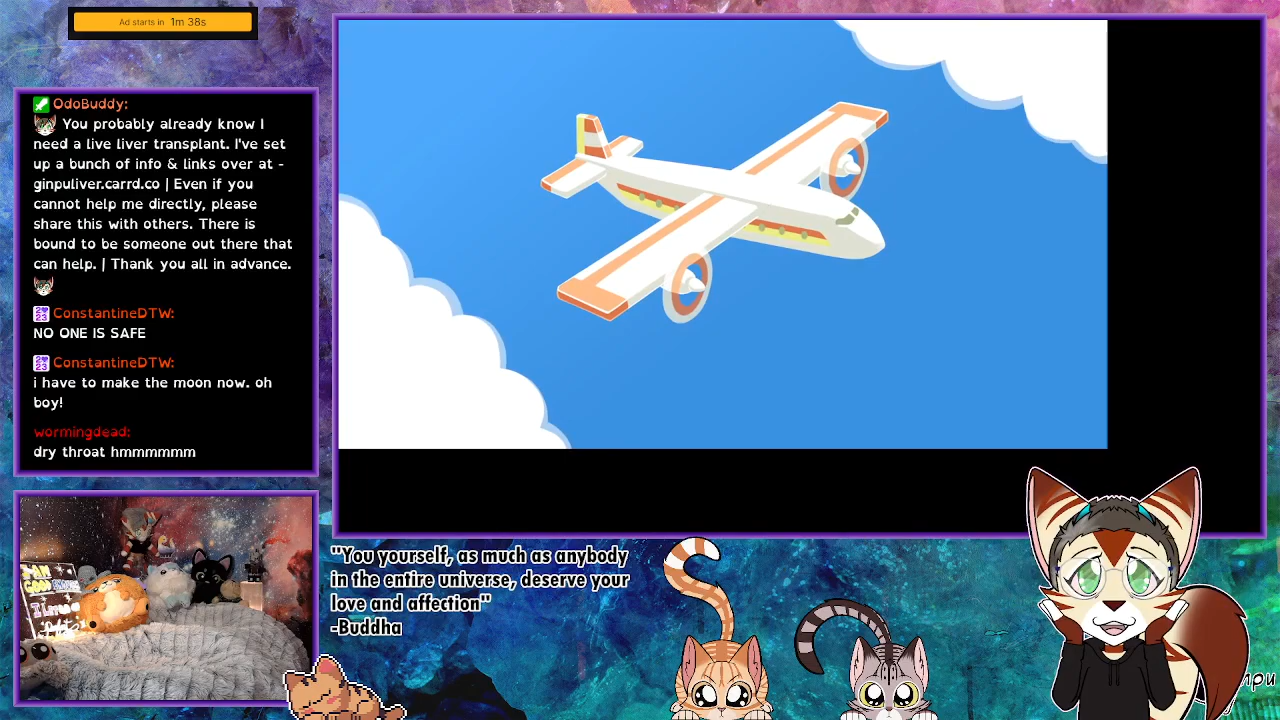 Ad starts in 1m 38s
OdoBuddy:
You probably already know I
need a live liver transplant. I've set
up a bunch of info & links over at -
ginpuliver.carrd.co | Even if you
cannot help me directly, please
share this with others. There is
bound to be someone out there that
can help. | Thank you all in advance.
ConstantineDTW:
NO ONE IS SAFE
ConstantineDTW:
i have to make the moon now. oh
boy!
wormingdead:
dry throat hmmmmmm
I AM
GOOD
"You yourself, as much as anybody
in the entire universe, deserve your
love and affection"
-Buddha